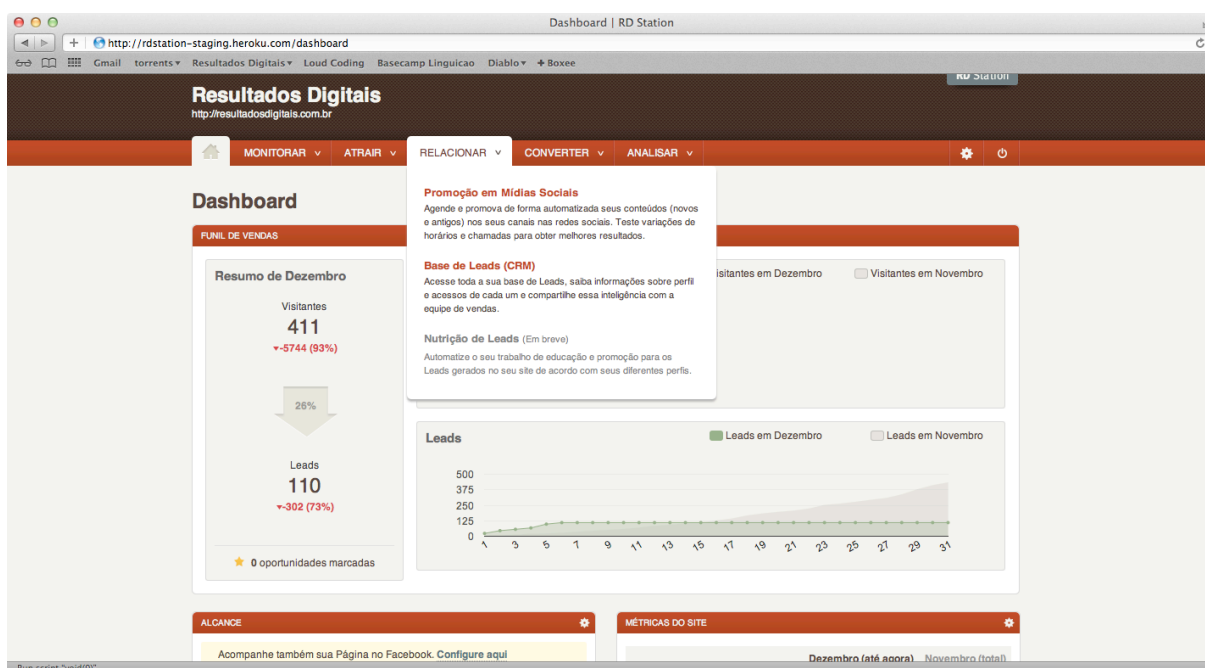 Dashboard | RD Station
http://rdstation-staging.heroku.com/dashboard
Gmail torrents Resultados Digitais Loud Coding Basecamp Linguicao Diablo + Boxee
RD Station
Resultados Digitais
http://resultadosdigitais.com.br
MONITORAR ATRAIR RELACIONAR CONVERTER ANALISAR
Dashboard
Promoção em Mídias Sociais
Agende e promova de forma automatizada seus conteúdos (novos
e antigos) nos seus canais nas redes sociais. Teste variações de
horários e chamadas para obter melhores resultados.
Base de Leads (CRM)
Acesse toda a sua base de Leads, saiba informações sobre perfil
e acessos de cada um e compartilhe essa inteligência com a
equipe de vendas.
Nutrição de Leads (Em breve)
Automatize o seu trabalho de educação e promoção para os
Leads gerados no seu site de acordo com seus diferentes perfis.
FUNIL DE VENDAS
Resumo de Dezembro
Visitantes
411
-5744 (93%)
26%
Leads
110
-302 (73%)
0 oportunidades marcadas
isitantes em Dezembro Visitantes em Novembro
Leads
Leads em Dezembro Leads em Novembro
500
375
250
125
0
1 3 5 7 9 11 13 15 17 19 21 23 25 27 29 31
ALCANCE
Acompanhe também sua Página no Facebook. Configure aqui
MÉTRICAS DO SITE
Dezembro (até agora) Novembro (total)
Run script "void(0)"